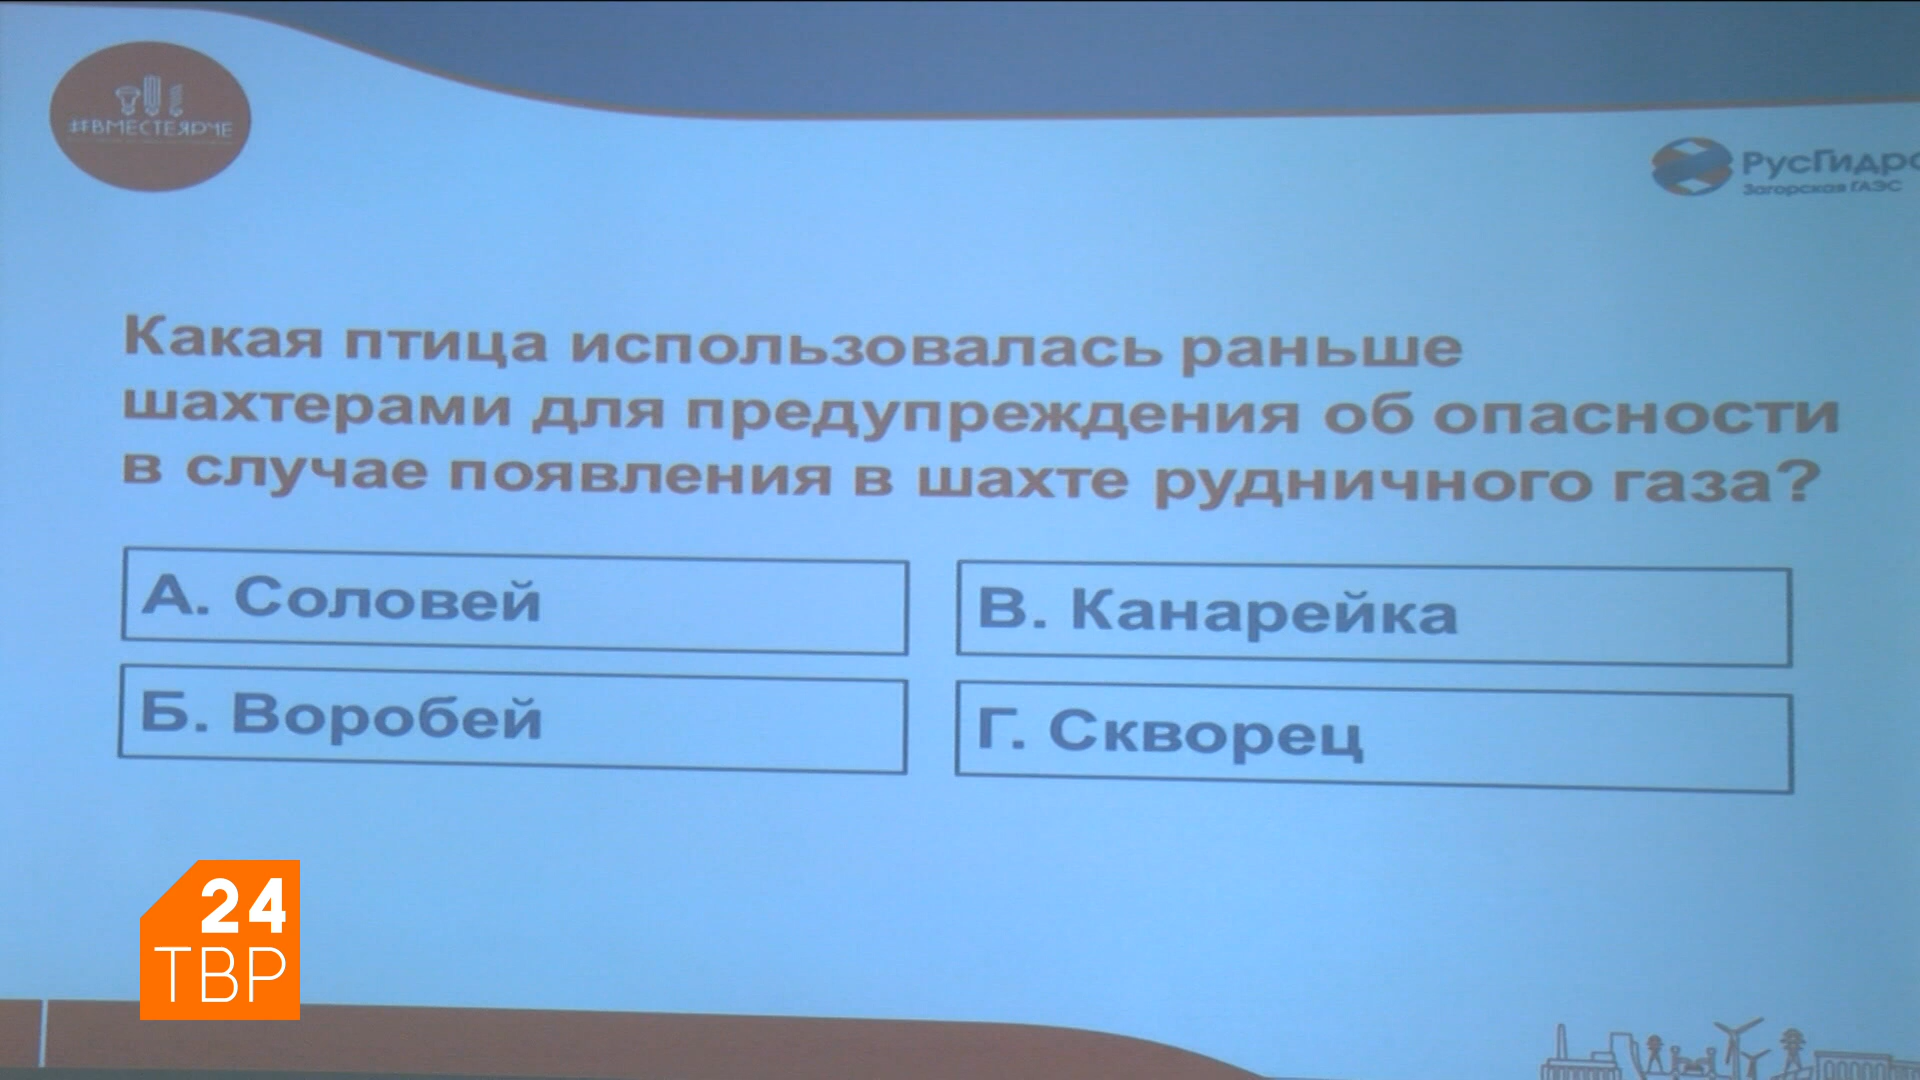 #ВМЕСТЕЯРЧЕ
РусГидро
Загорская ГАЭС
Какая птица использовалась раньше
шахтерами для предупреждения об опасности
в случае появления в шахте рудничного газа?
А. Соловей
В. Канарейка
Б. Воробей
Г. Скворец
24
ТВР